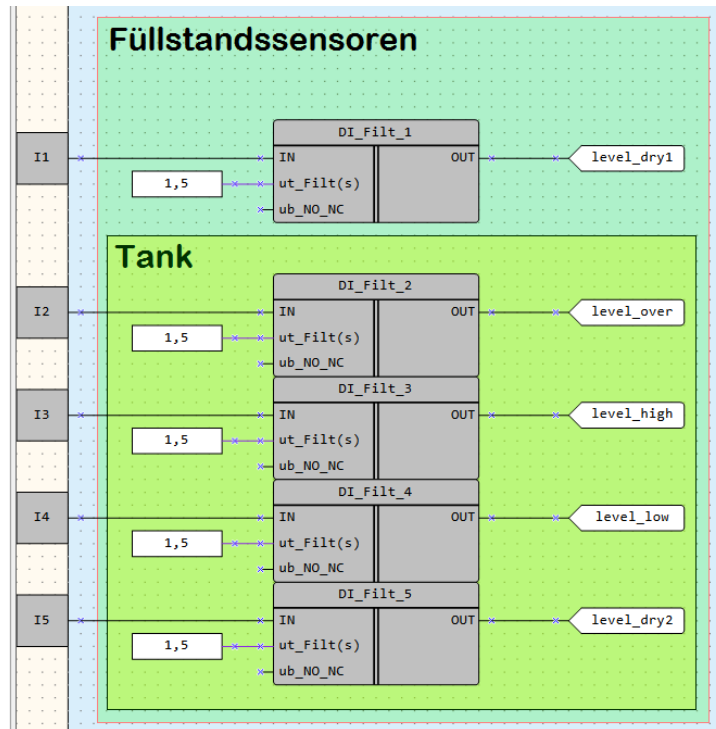 Füllstandssensoren
DI_Filt_1
I1 IN OUT level_dry1
1,5 ut_Filt(s)
ub_NO_NC
Tank
DI_Filt_2
I2 IN OUT level_over
1,5 ut_Filt(s)
ub_NO_NC
DI_Filt_3
I3 IN OUT level_high
1,5 ut_Filt(s)
ub_NO_NC
DI_Filt_4
I4 IN OUT level_low
1,5 ut_Filt(s)
ub_NO_NC
DI_Filt_5
I5 IN OUT level_dry2
1,5 ut_Filt(s)
ub_NO_NC